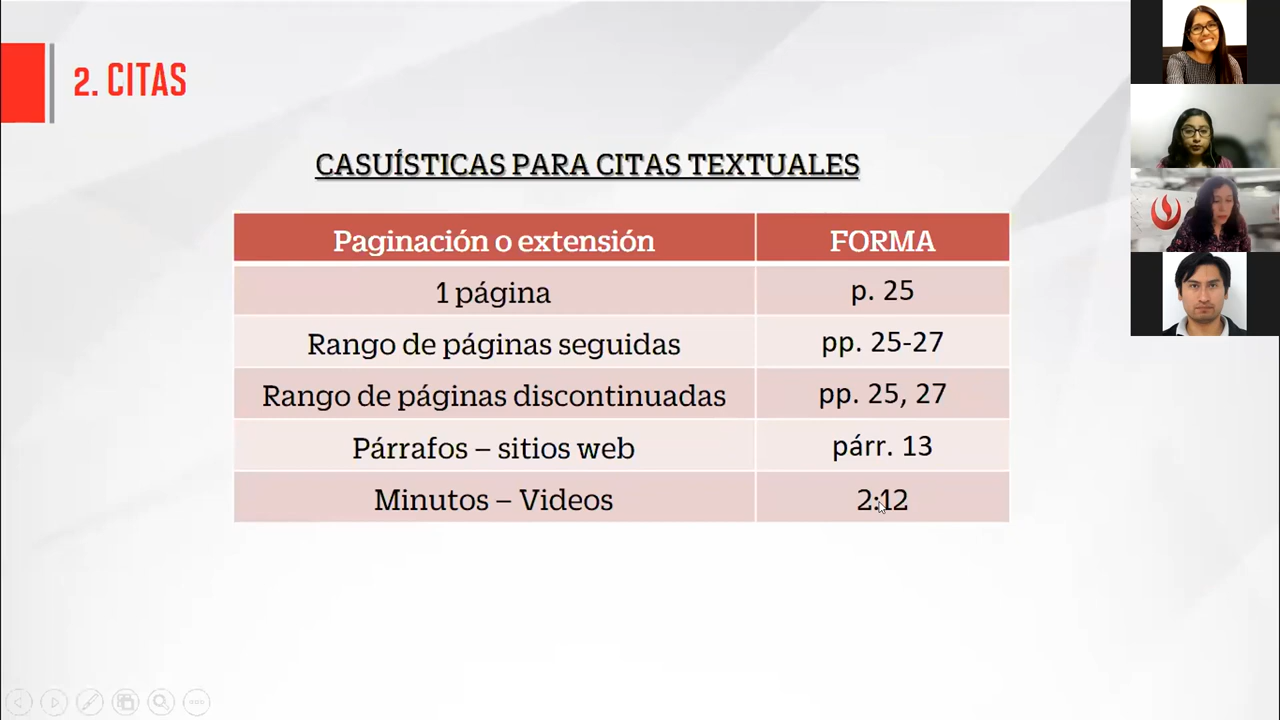 2. CITAS
CASUÍSTICAS PARA CITAS TEXTUALES
Paginación o extensión FORMA
1 página p. 25
Rango de páginas seguidas pp. 25-27
Rango de páginas discontinuadas pp. 25, 27
Párrafos – sitios web párr. 13
Minutos – Videos 2:12